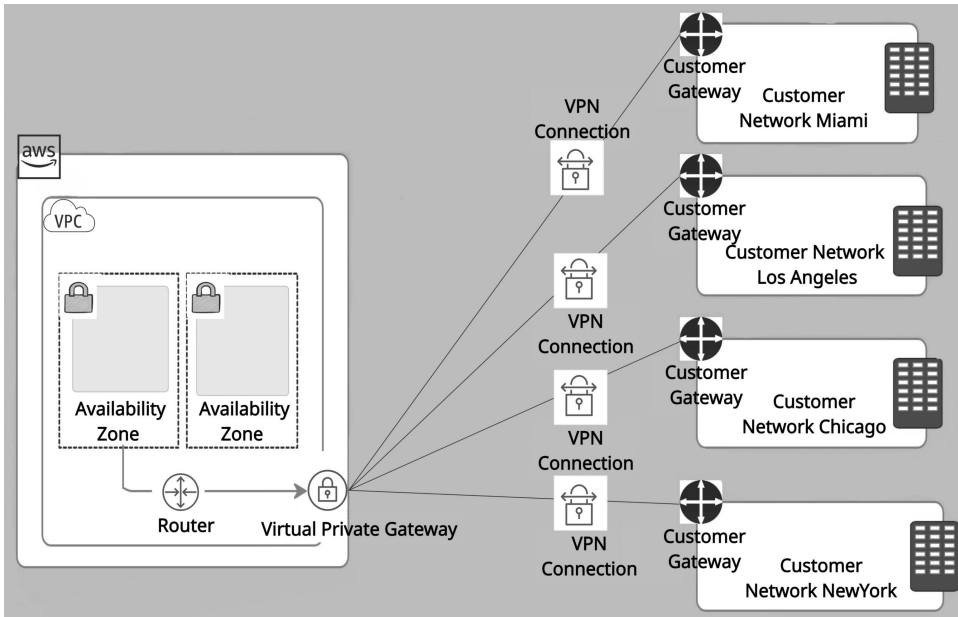 aws
VPC
Availability
Zone
Availability
Zone
Router
Virtual Private Gateway
VPN
Connection
VPN
Connection
VPN
Connection
VPN
Connection
Customer
Gateway
Customer
Network Miami
Customer
Gateway
Customer Network
Los Angeles
Customer
Gateway
Customer
Network Chicago
Customer
Gateway
Customer
Network NewYork